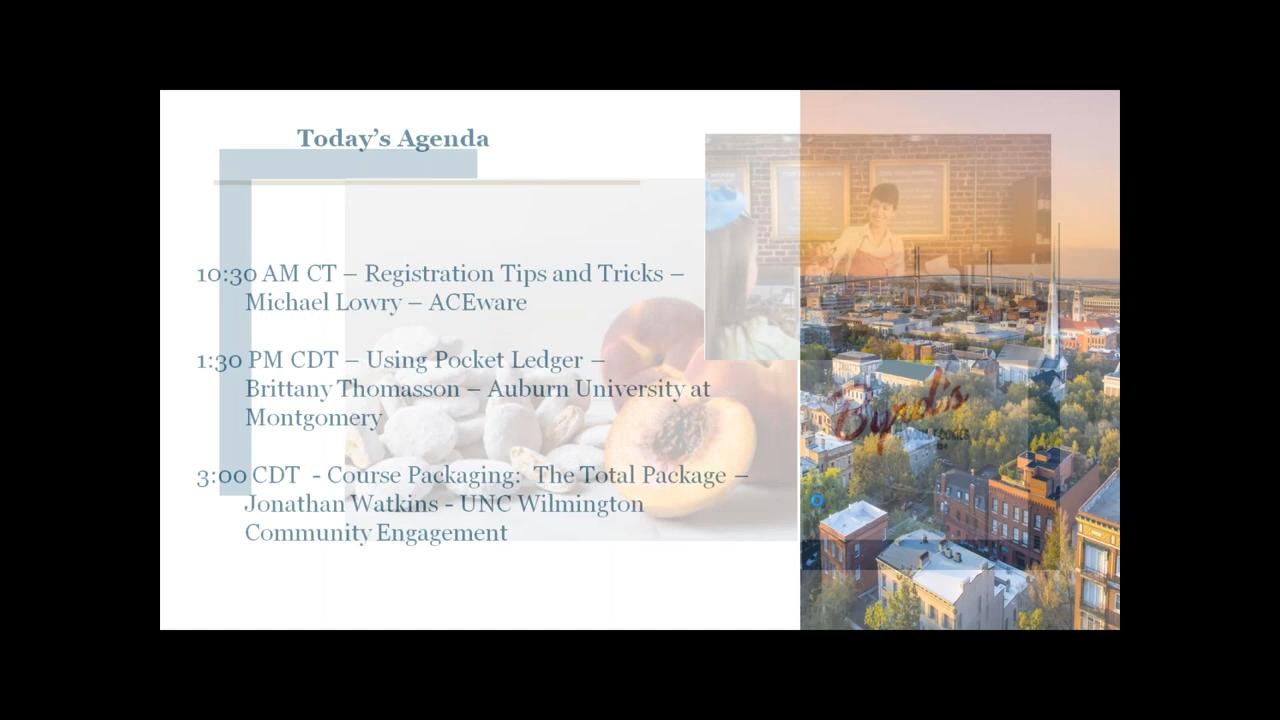 Today's Agenda
10:30 AM CT – Registration Tips and Tricks –
Michael Lowry – ACEware
1:30 PM CDT – Using Pocket Ledger –
Brittany Thomasson – Auburn University at
Montgomery
3:00 CDT  - Course Packaging:  The Total Package –
Jonathan Watkins - UNC Wilmington
Community Engagement
Byrd's
COOKIES